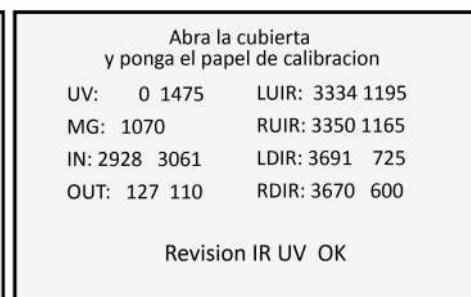 Abra la cubierta
y ponga el papel de calibracion
UV: 0 1475 LUIR: 3334 1195
MG: 1070 RUIR: 3350 1165
IN: 2928 3061 LDIR: 3691 725
OUT: 127 110 RDIR: 3670 600
Revision IR UV OK